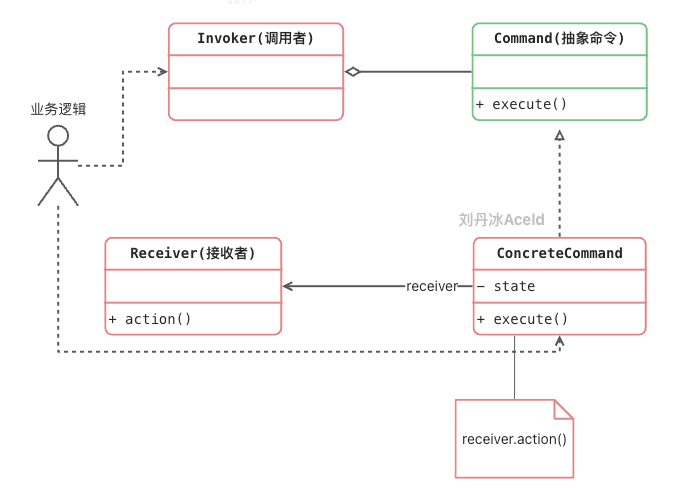 Invoker(调用者)
Command(抽象命令)
+ execute()
业务逻辑
刘丹冰AceId
Receiver(接收者)
+ action()
receiver
ConcreteCommand
− state
+ execute()
receiver.action()